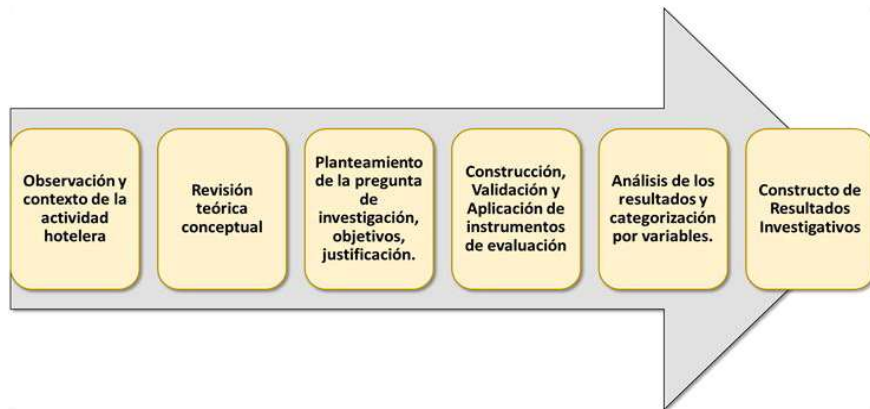 Observación y
contexto de la
actividad
hotelera
Revisión
teórica
conceptual
Planteamiento
de la pregunta
de
investigación,
objetivos,
justificación.
Construcción,
Validación y
Aplicación de
instrumentos
de evaluación
Análisis de los
resultados y
categorización
por variables.
Constructo de
Resultados
Investigativos